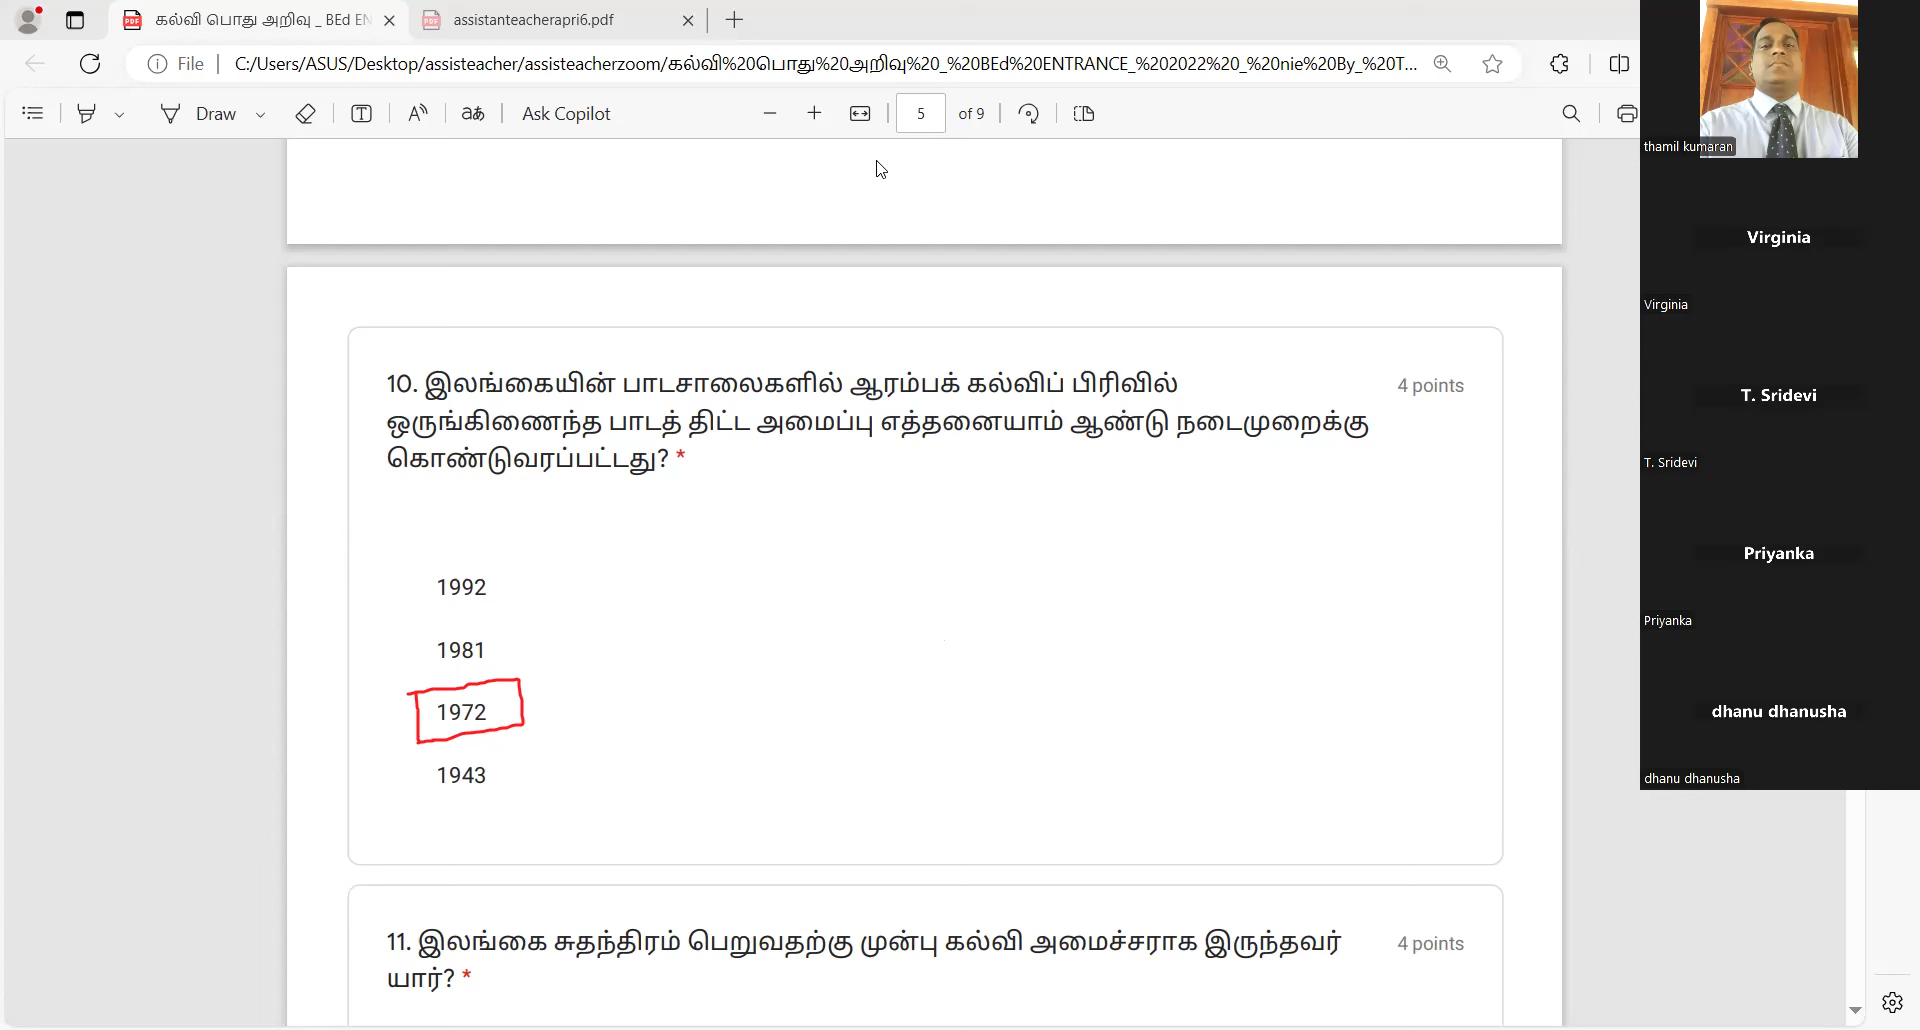 கல்வி பொது அறிவு _ BEd EN
assistanteacherapri6.pdf
File
C:/Users/ASUS/Desktop/assisteacher/assisteacherzoom/கல்வி%20பொது%20அறிவு%20_%20BEd%20ENTRANCE_%202022%20_%20nie%20By_%20T...
Draw
Ask Copilot
5 of 9
10. இலங்கையின் பாடசாலைகளில் ஆரம்பக் கல்விப் பிரிவில்
ஒருங்கிணைந்த பாடத் திட்ட அமைப்பு எத்தனையாம் ஆண்டு நடைமுறைக்கு
கொண்டுவரப்பட்டது? *
4 points
1992
1981
1972
1943
11. இலங்கை சுதந்திரம் பெறுவதற்கு முன்பு கல்வி அமைச்சராக இருந்தவர்
யார்? *
4 points
thamil kumaran
Virginia
Virginia
T. Sridevi
T. Sridevi
Priyanka
Priyanka
dhanu dhanusha
dhanu dhanusha